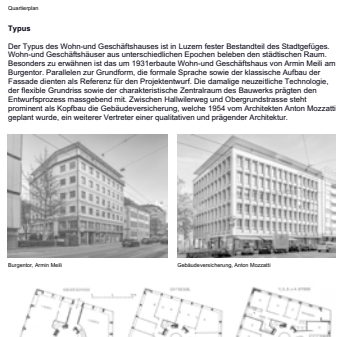 Quartierplan
Typus
Der Typus des Wohn-und Geschäftshauses ist in Luzern fester Bestandteil des Stadtgefüges.
Wohn-und Geschäftshäuser aus unterschiedlichen Epochen beleben den städtischen Raum.
Besonders zu erwähnen ist das um 1931erbaute Wohn-und Geschäftshaus von Armin Meili am
Burgentor. Parallelen zur Grundform, die formale Sprache sowie der klassische Aufbau der
Fassade dienten als Referenz für den Projektentwurf. Die damalige neuzeitliche Technologie,
der flexible Grundriss sowie der charakteristische Zentralraum des Bauwerks prägten den
Entwurfsprozess massgebend mit. Zwischen Hallwilerweg und Obergrundstrasse steht
prominent als Kopfbau die Gebäudeversicherung, welche 1954 vom Architekten Anton Mozzatti
geplant wurde, ein weiterer Vertreter einer qualitativen und prägender Architektur.
Burgentor, Armin Meili
Gebäudeversicherung, Anton Mozzatti